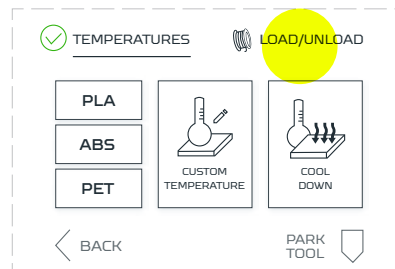 TEMPERATURES
LOAD/UNLOAD
PLA
ABS
PET
CUSTOM
TEMPERATURE
COOL
DOWN
BACK
PARK
TOOL